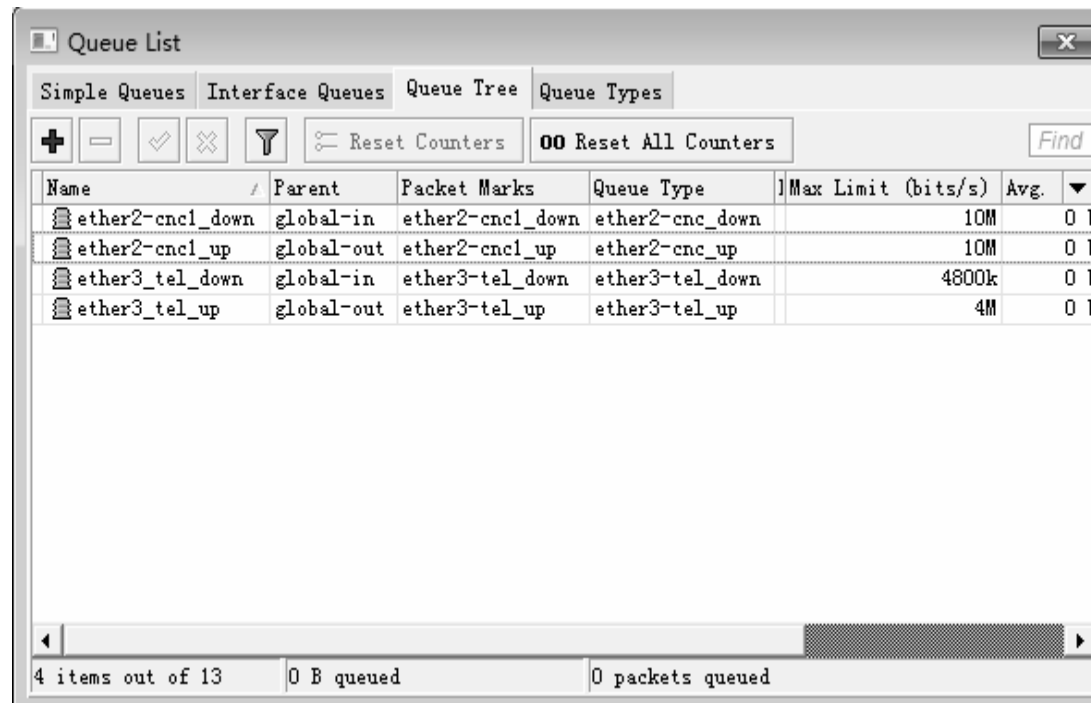 Queue List
Simple Queues Interface Queues Queue Tree Queue Types
Reset Counters 00 Reset All Counters Find
Name Parent Packet Marks Queue Type Max Limit (bits/s) Avg.
ether2-cnc1_down global-in ether2-cnc1_down ether2-cnc_down 10M 0
ether2-cnc1_up global-out ether2-cnc1_up ether2-cnc_up 10M 0
ether3_tel_down global-in ether3-tel_down ether3-tel_down 4800k 0
ether3_tel_up global-out ether3-tel_up ether3-tel_up 4M 0
4 items out of 13 0 B queued 0 packets queued